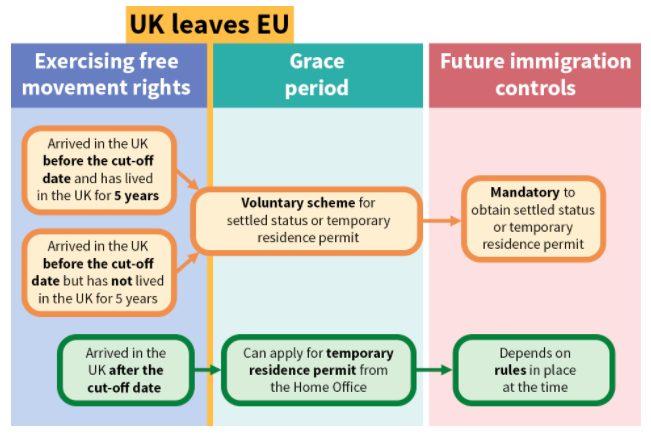 UK leaves EU
Exercising free
movement rights
Grace
period
Future immigration
controls
Arrived in the UK
before the cut-off
date and has lived
in the UK for 5 years
Voluntary scheme for
settled status or temporary
residence permit
Mandatory to
obtain settled status
or temporary
residence permit
Arrived in the UK
before the cut-off
date but has not lived
in the UK for 5 years
Arrived in the
UK after the
cut-off date
Can apply for temporary
residence permit from
the Home Office
Depends on
rules in place
at the time